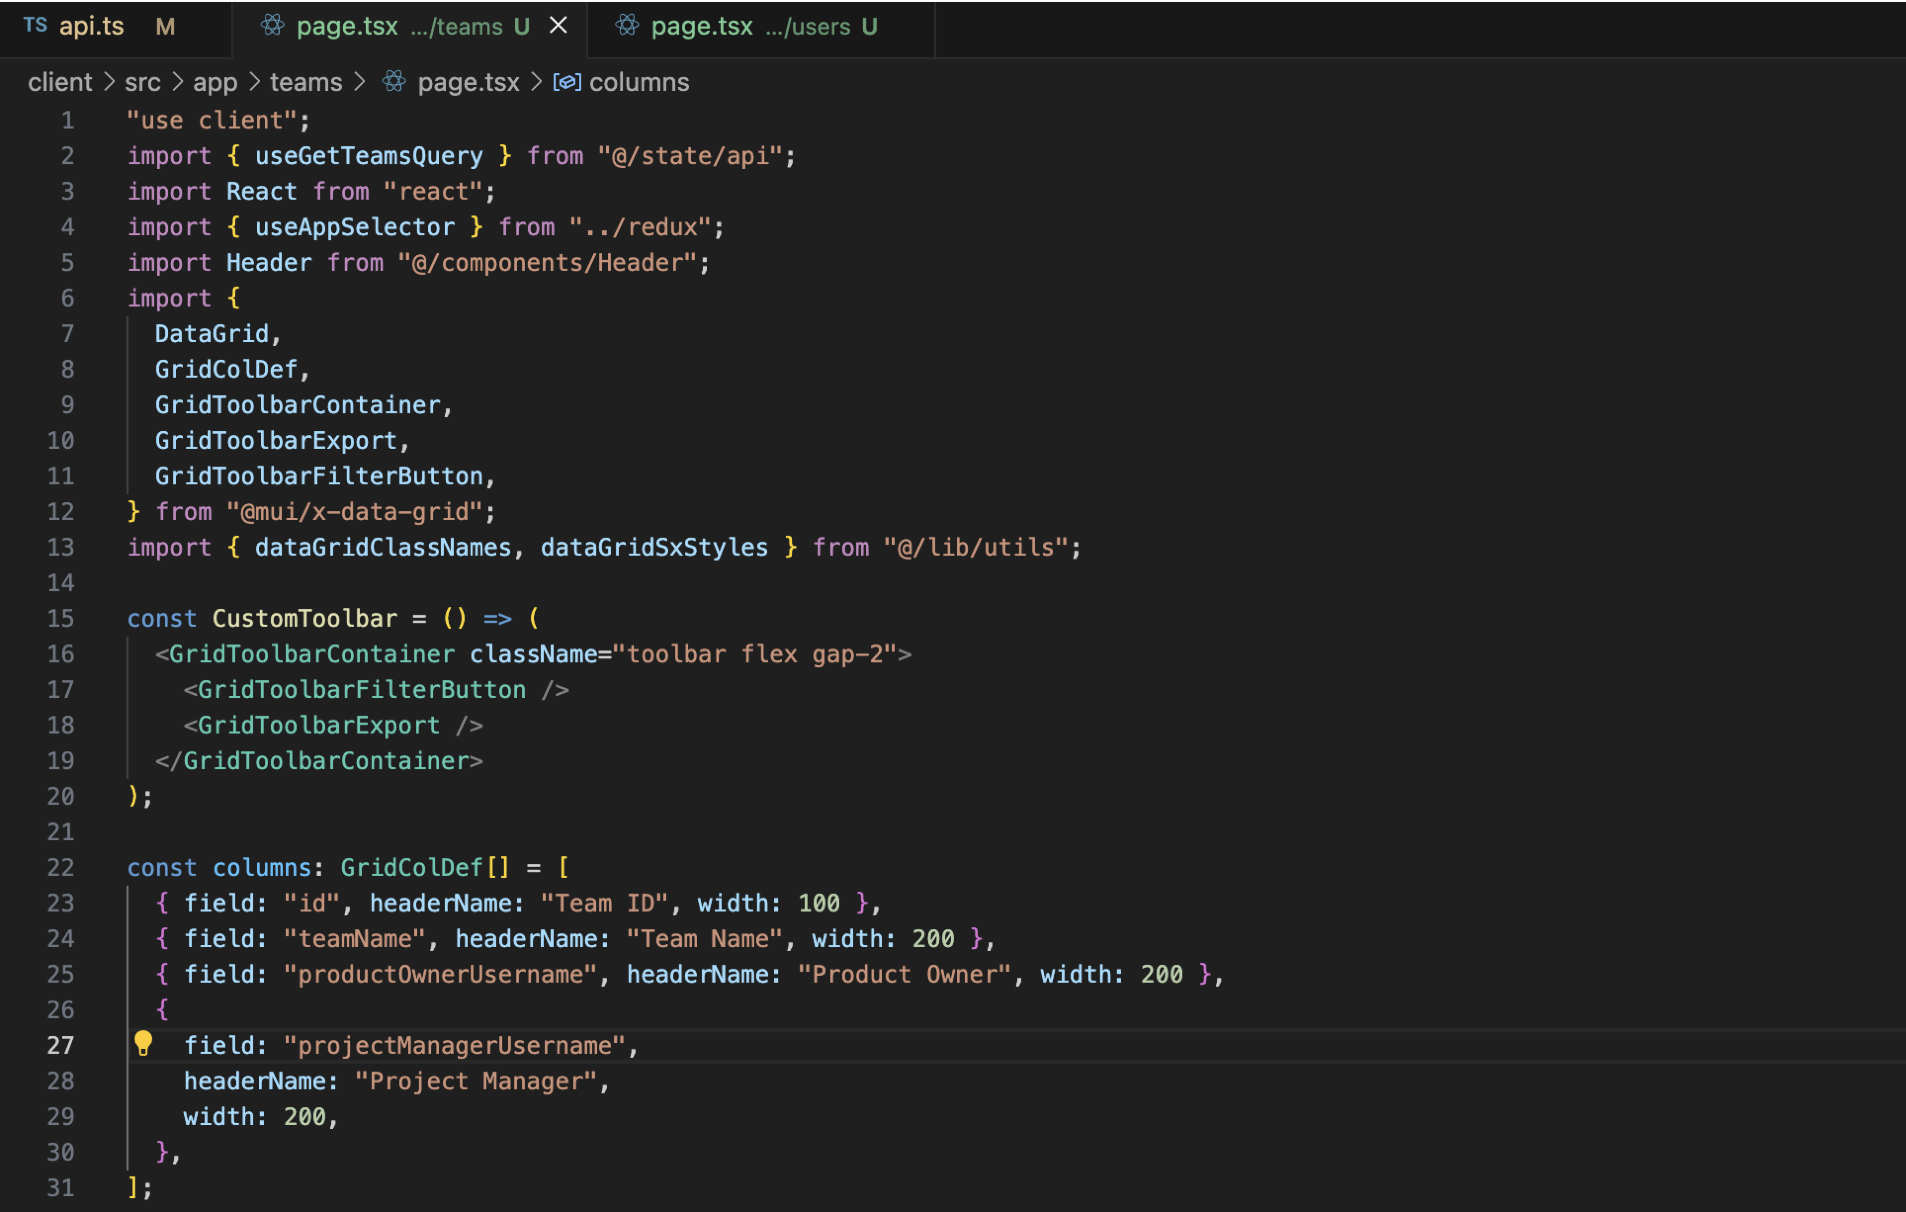 TS api.ts M page.tsx .../teams U × page.tsx .../users U
client > src > app > teams > page.tsx > columns
1 "use client";
2 import { useGetTeamsQuery } from "@/state/api";
3 import React from "react";
4 import { useAppSelector } from "../redux";
5 import Header from "@/components/Header";
6 import {
7   DataGrid,
8   GridColDef,
9   GridToolbarContainer,
10   GridToolbarExport,
11   GridToolbarFilterButton,
12 } from "@mui/x-data-grid";
13 import { dataGridClassNames, dataGridSxStyles } from "@/lib/utils";
14
15 const CustomToolbar = () => (
16   <GridToolbarContainer className="toolbar flex gap-2">
17     <GridToolbarFilterButton />
18     <GridToolbarExport />
19   </GridToolbarContainer>
20 );
21
22 const columns: GridColDef[] = [
23   { field: "id", headerName: "Team ID", width: 100 },
24   { field: "teamName", headerName: "Team Name", width: 200 },
25   { field: "productOwnerUsername", headerName: "Product Owner", width: 200 },
26   {
27     field: "projectManagerUsername",
28     headerName: "Project Manager",
29     width: 200,
30   },
31 ];